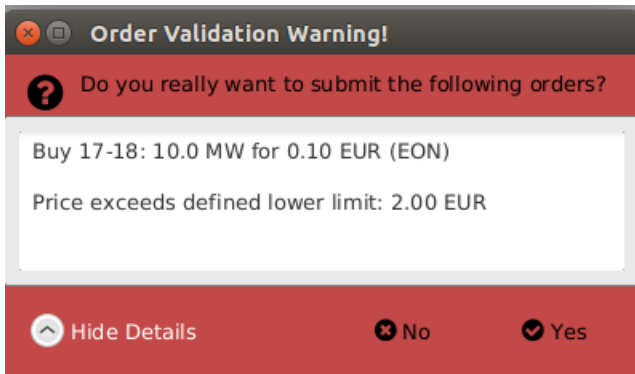 Order Validation Warning!
Do you really want to submit the following orders?
Buy 17-18: 10.0 MW for 0.10 EUR (EON)
Price exceeds defined lower limit: 2.00 EUR
Hide Details
No
Yes